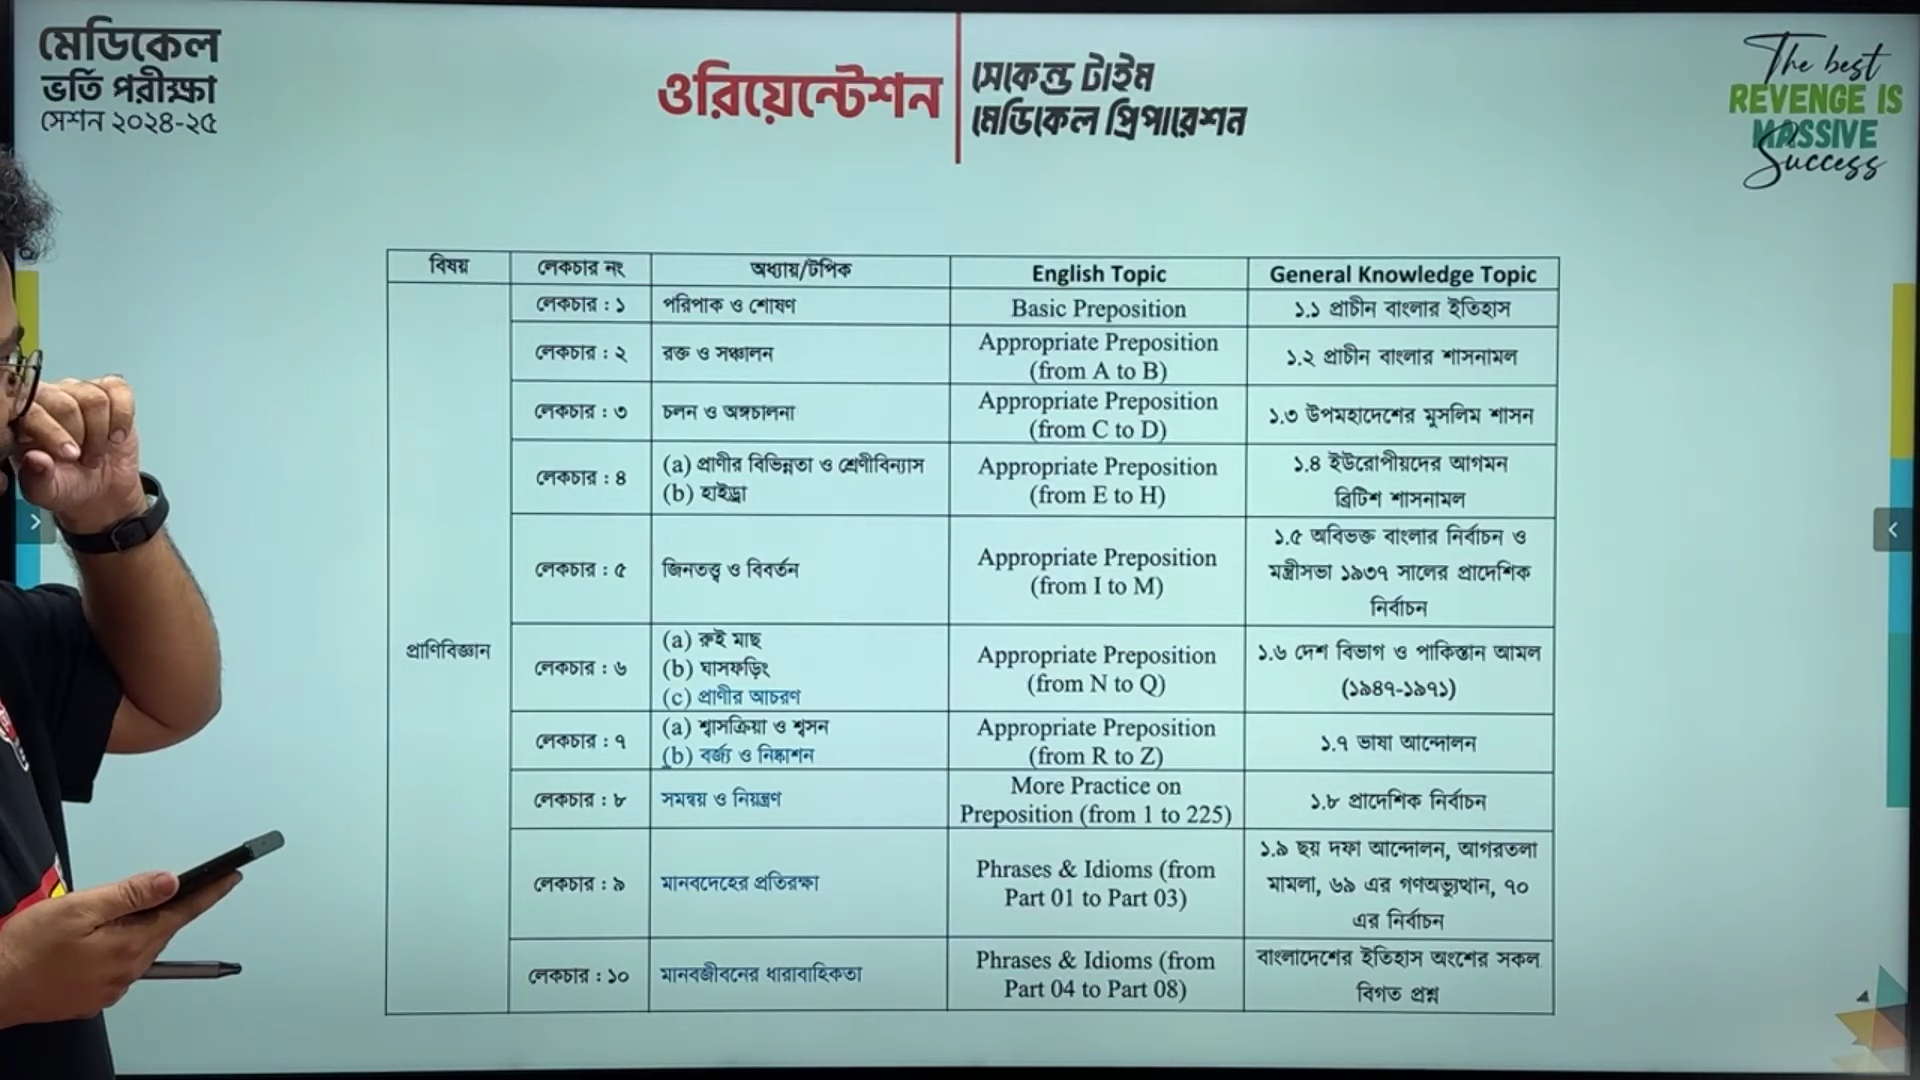 মেডিকেল
ভর্তি পরীক্ষা
সেশন ২০২৪-২৫
ওরিয়েন্টেশন
সেকেন্ড টাইম
মেডিকেল প্রিপারেশন
The best
REVENGE IS
MASSIVE
Success
বিষয় লেকচার নং অধ্যায়/টপিক English Topic General Knowledge Topic
প্রাণিবিজ্ঞান
লেকচার : ১ পরিপাক ও শোষণ Basic Preposition ১.১ প্রাচীন বাংলার ইতিহাস
লেকচার : ২ রক্ত ও সঞ্চালন Appropriate Preposition
(from A to B) ১.২ প্রাচীন বাংলার শাসনামল
লেকচার : ৩ চলন ও অঙ্গচালনা Appropriate Preposition
(from C to D) ১.৩ উপমহাদেশের মুসলিম শাসন
লেকচার : ৪ (a) প্রাণীর বিভিন্নতা ও শ্রেণীবিন্যাস
(b) হাইড্রা Appropriate Preposition
(from E to H) ১.৪ ইউরোপীয়দের আগমন
ব্রিটিশ শাসনামল
লেকচার : ৫ জিনতত্ত্ব ও বিবর্তন Appropriate Preposition
(from I to M) ১.৫ অবিভক্ত বাংলার নির্বাচন ও
মন্ত্রীসভা ১৯৩৭ সালের প্রাদেশিক
নির্বাচন
লেকচার : ৬ (a) রুই মাছ
(b) ঘাসফড়িং
(c) প্রাণীর আচরণ Appropriate Preposition
(from N to Q) ১.৬ দেশ বিভাগ ও পাকিস্তান আমল
(১৯৪৭-১৯৭১)
লেকচার : ৭ (a) শ্বাসক্রিয়া ও শ্বসন
(b) বর্জ্য ও নিষ্কাশন Appropriate Preposition
(from R to Z) ১.৭ ভাষা আন্দোলন
লেকচার : ৮ সমন্বয় ও নিয়ন্ত্রণ More Practice on
Preposition (from 1 to 225) ১.৮ প্রাদেশিক নির্বাচন
লেকচার : ৯ মানবদেহের প্রতিরক্ষা Phrases & Idioms (from
Part 01 to Part 03) ১.৯ ছয় দফা আন্দোলন, আগরতলা
মামলা, ৬৯ এর গণঅভ্যুত্থান, ৭০
এর নির্বাচন
লেকচার : ১০ মানবজীবনের ধারাবাহিকতা Phrases & Idioms (from
Part 04 to Part 08) বাংলাদেশের ইতিহাস অংশের সকল
বিগত প্রশ্ন